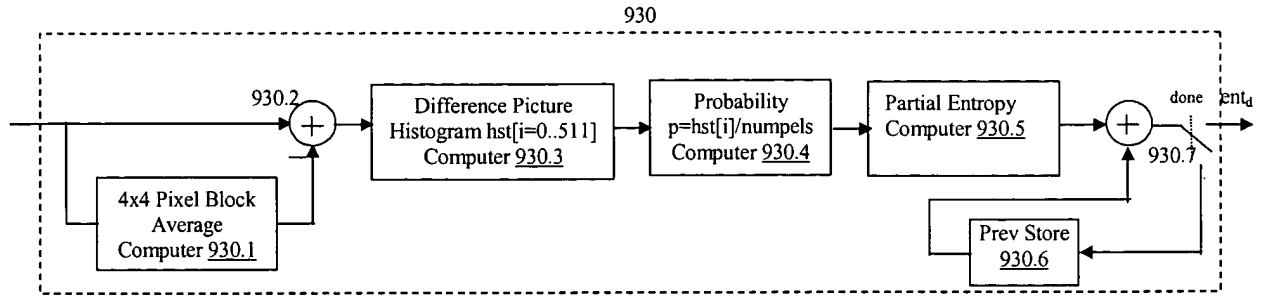 930
930.2
+
Difference Picture
Histogram hst[i=0..511]
Computer 930.3
Probability
p=hst[i]/numpels
Computer 930.4
Partial Entropy
Computer 930.5
+
done
ent_d
930.7
4x4 Pixel Block
Average
Computer 930.1
Prev Store
930.6